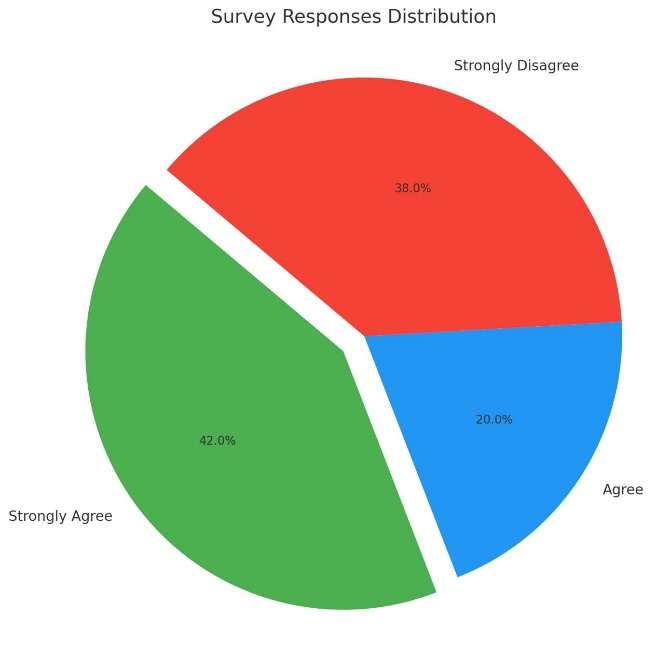 Survey Responses Distribution
Strongly Disagree
38.0%
20.0%
42.0%
Agree
Strongly Agree